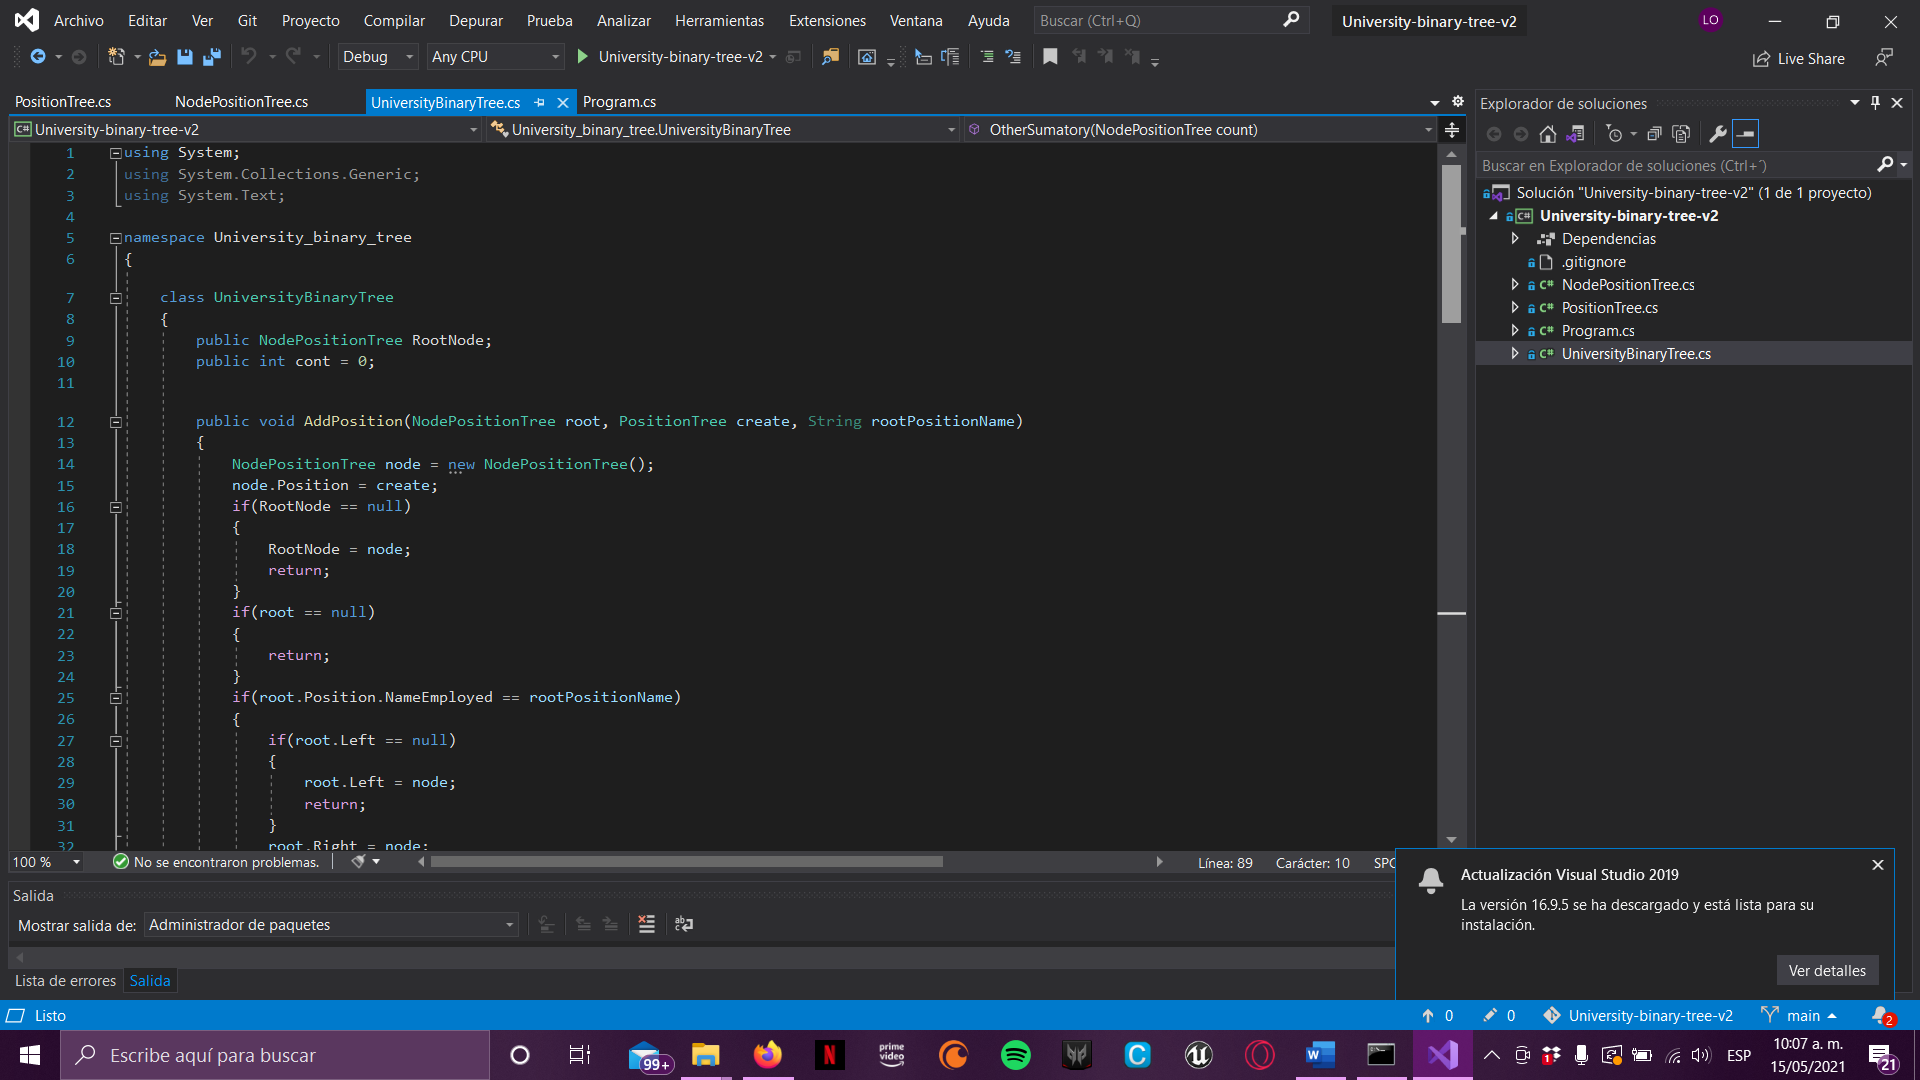 Archivo Editar Ver Git Proyecto Compilar Depurar Prueba Analizar Herramientas Extensiones Ventana Ayuda Buscar (Ctrl+Q) University-binary-tree-v2 LO
Debug Any CPU University-binary-tree-v2 Live Share
PositionTree.cs NodePositionTree.cs UniversityBinaryTree.cs Program.cs
University-binary-tree-v2 University_binary_tree.UniversityBinaryTree OtherSumatory(NodePositionTree count)
1 using System;
2 using System.Collections.Generic;
3 using System.Text;
4
5 namespace University_binary_tree
6 {
7 class UniversityBinaryTree
8 {
9 public NodePositionTree RootNode;
10 public int cont = 0;
11
12 public void AddPosition(NodePositionTree root, PositionTree create, String rootPositionName)
13 {
14 NodePositionTree node = new NodePositionTree();
15 node.Position = create;
16 if(RootNode == null)
17 {
18 RootNode = node;
19 return;
20 }
21 if(root == null)
22 {
23 return;
24 }
25 if(root.Position.NameEmployed == rootPositionName)
26 {
27 if(root.Left == null)
28 {
29 root.Left = node;
30 return;
31 }
32 root.Right = node;
100 % No se encontraron problemas. Línea: 89 Carácter: 10 SPC
Salida
Mostrar salida de: Administrador de paquetes
Lista de errores Salida
Explorador de soluciones
Buscar en Explorador de soluciones (Ctrl+´)
Solución "University-binary-tree-v2" (1 de 1 proyecto)
C# University-binary-tree-v2
Dependencias
.gitignore
C# NodePositionTree.cs
C# PositionTree.cs
C# Program.cs
C# UniversityBinaryTree.cs
Actualización Visual Studio 2019
La versión 16.9.5 se ha descargado y está lista para su
instalación.
Ver detalles
Listo 0 0 University-binary-tree-v2 main 2
Escribe aquí para buscar 99+ N prime video C W 1 ESP 10:07 a. m.
15/05/2021 21